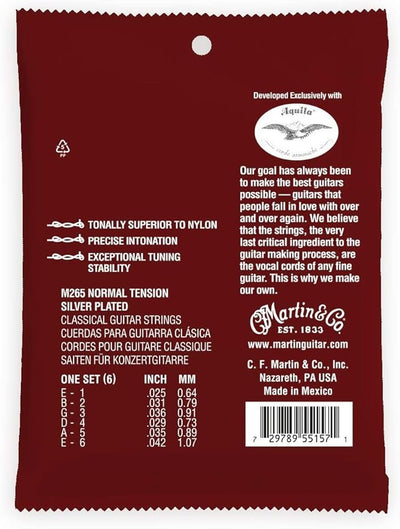 Developed Exclusively with
Aquila
corde armoniche
Our goal has always been
to make the best guitars
possible — guitars that
people fall in love with over
and over again. We believe
that the strings, the very
last critical ingredient to the
guitar making process, are
the vocal cords of any fine
guitar. This is why we make
our own.
PP
TONALLY SUPERIOR TO NYLON
PRECISE INTONATION
EXCEPTIONAL TUNING
STABILITY
M265 NORMAL TENSION
SILVER PLATED
CLASSICAL GUITAR STRINGS
CUERDAS PARA GUITARRA CLÁSICA
CORDES POUR GUITARE CLASSIQUE
SAITEN FÜR KONZERTGITARRE
ONE SET (6) INCH MM
E - 1 .025 0.64
B - 2 .031 0.79
G - 3 .036 0.91
D - 4 .029 0.73
A - 5 .035 0.89
E - 6 .042 1.07
C.F. Martin & Co.
EST. 1833
www.martinguitar.com
C. F. Martin & Co., Inc.
Nazareth, PA USA
Made in Mexico
7 29789 55157 1